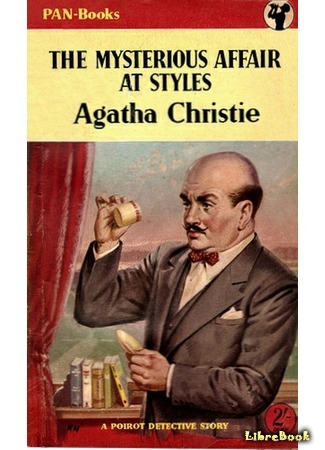 PAN-Books
THE MYSTERIOUS AFFAIR
AT STYLES
Agatha Christie
2/-
A POIROT DETECTIVE STORY
LibreBook